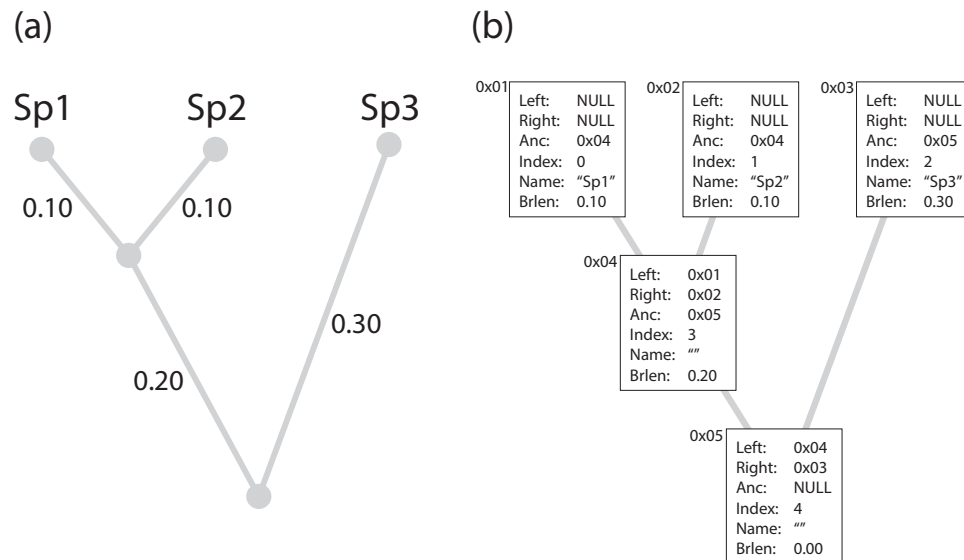 (a)
(b)
Sp1
Sp2
Sp3
0.10
0.10
0.20
0.30
0x01
Left: NULL
Right: NULL
Anc: 0x04
Index: 0
Name: “Sp1”
Brlen: 0.10
0x02
Left: NULL
Right: NULL
Anc: 0x04
Index: 1
Name: “Sp2”
Brlen: 0.10
0x03
Left: NULL
Right: NULL
Anc: 0x05
Index: 2
Name: “Sp3”
Brlen: 0.30
0x04
Left: 0x01
Right: 0x02
Anc: 0x05
Index: 3
Name: “”
Brlen: 0.20
0x05
Left: 0x04
Right: 0x03
Anc: NULL
Index: 4
Name: “”
Brlen: 0.00